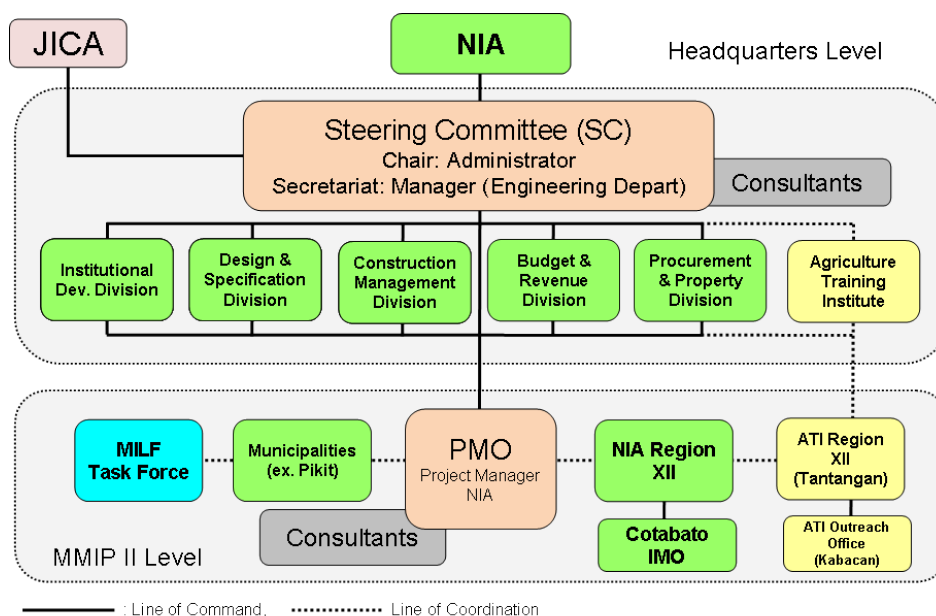 JICA
NIA
Headquarters Level
Steering Committee (SC)
Chair: Administrator
Secretariat: Manager (Engineering Depart)
Consultants
Institutional
Dev. Division
Design &
Specification
Division
Construction
Management
Division
Budget &
Revenue
Division
Procurement
& Property
Division
Agriculture
Training
Institute
MILF
Task Force
Municipalities
(ex. Pikit)
PMO
Project Manager
NIA
NIA Region
XII
ATI Region
XII
(Tantangan)
Consultants
Cotabato
IMO
ATI Outreach
Office
(Kabacan)
MMIP II Level
: Line of Command,
Line of Coordination